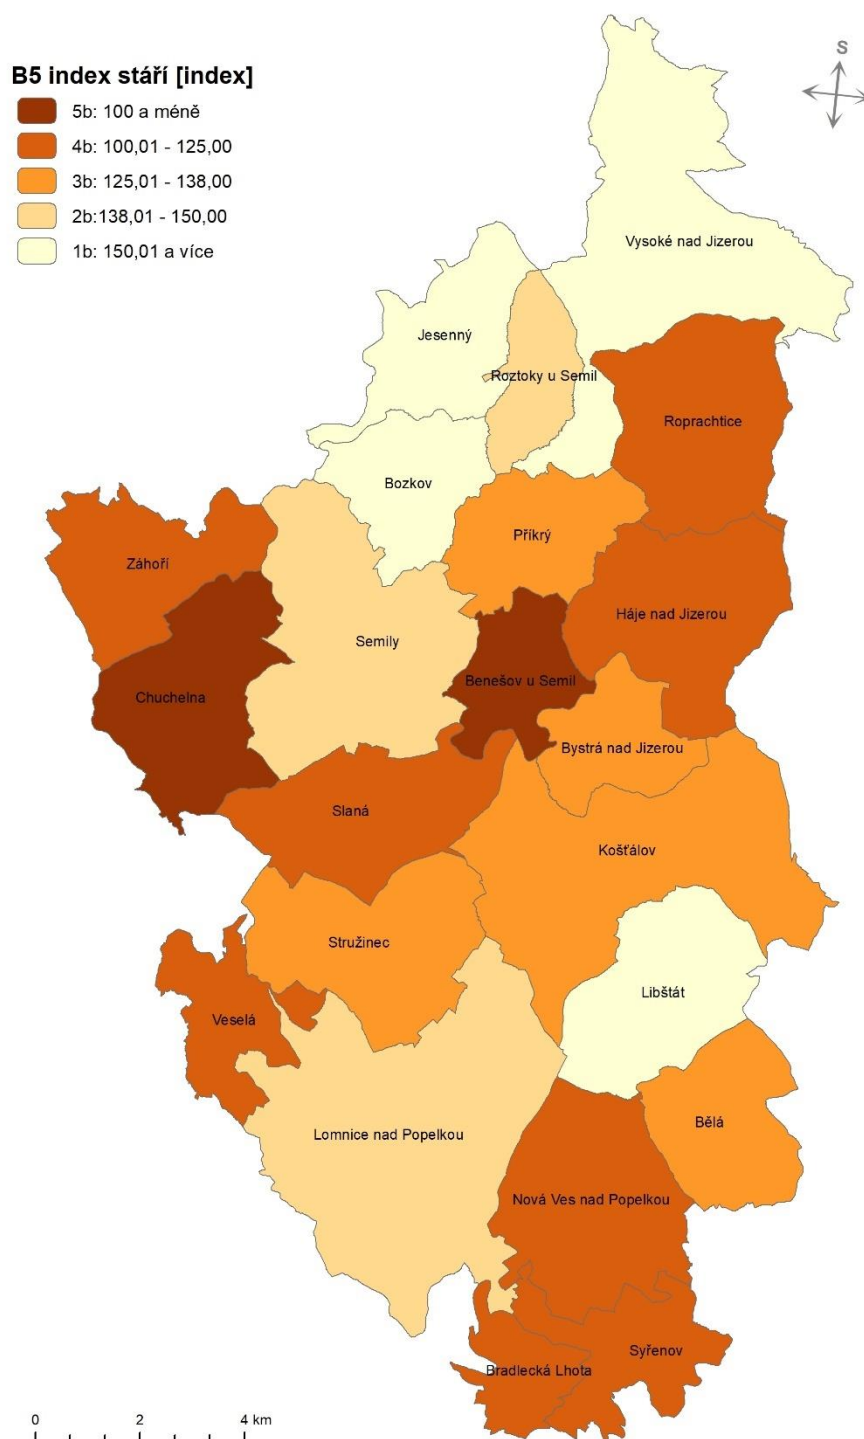 S
B5 index stáří [index]
5b: 100 a méně
4b: 100,01 - 125,00
3b: 125,01 - 138,00
2b:138,01 - 150,00
1b: 150,01 a více
Vysoké nad Jizerou
Jesenný
Roztoky u Semil
Roprachtice
Bozkov
Příkrý
Záhoří
Háje nad Jizerou
Semily
Benešov u Semil
Chuchelna
Bystrá nad Jizerou
Slaná
Košťálov
Stružinec
Libštát
Veselá
Bělá
Lomnice nad Popelkou
Nová Ves nad Popelkou
Syřenov
Bradlecká Lhota
0 2 4 km